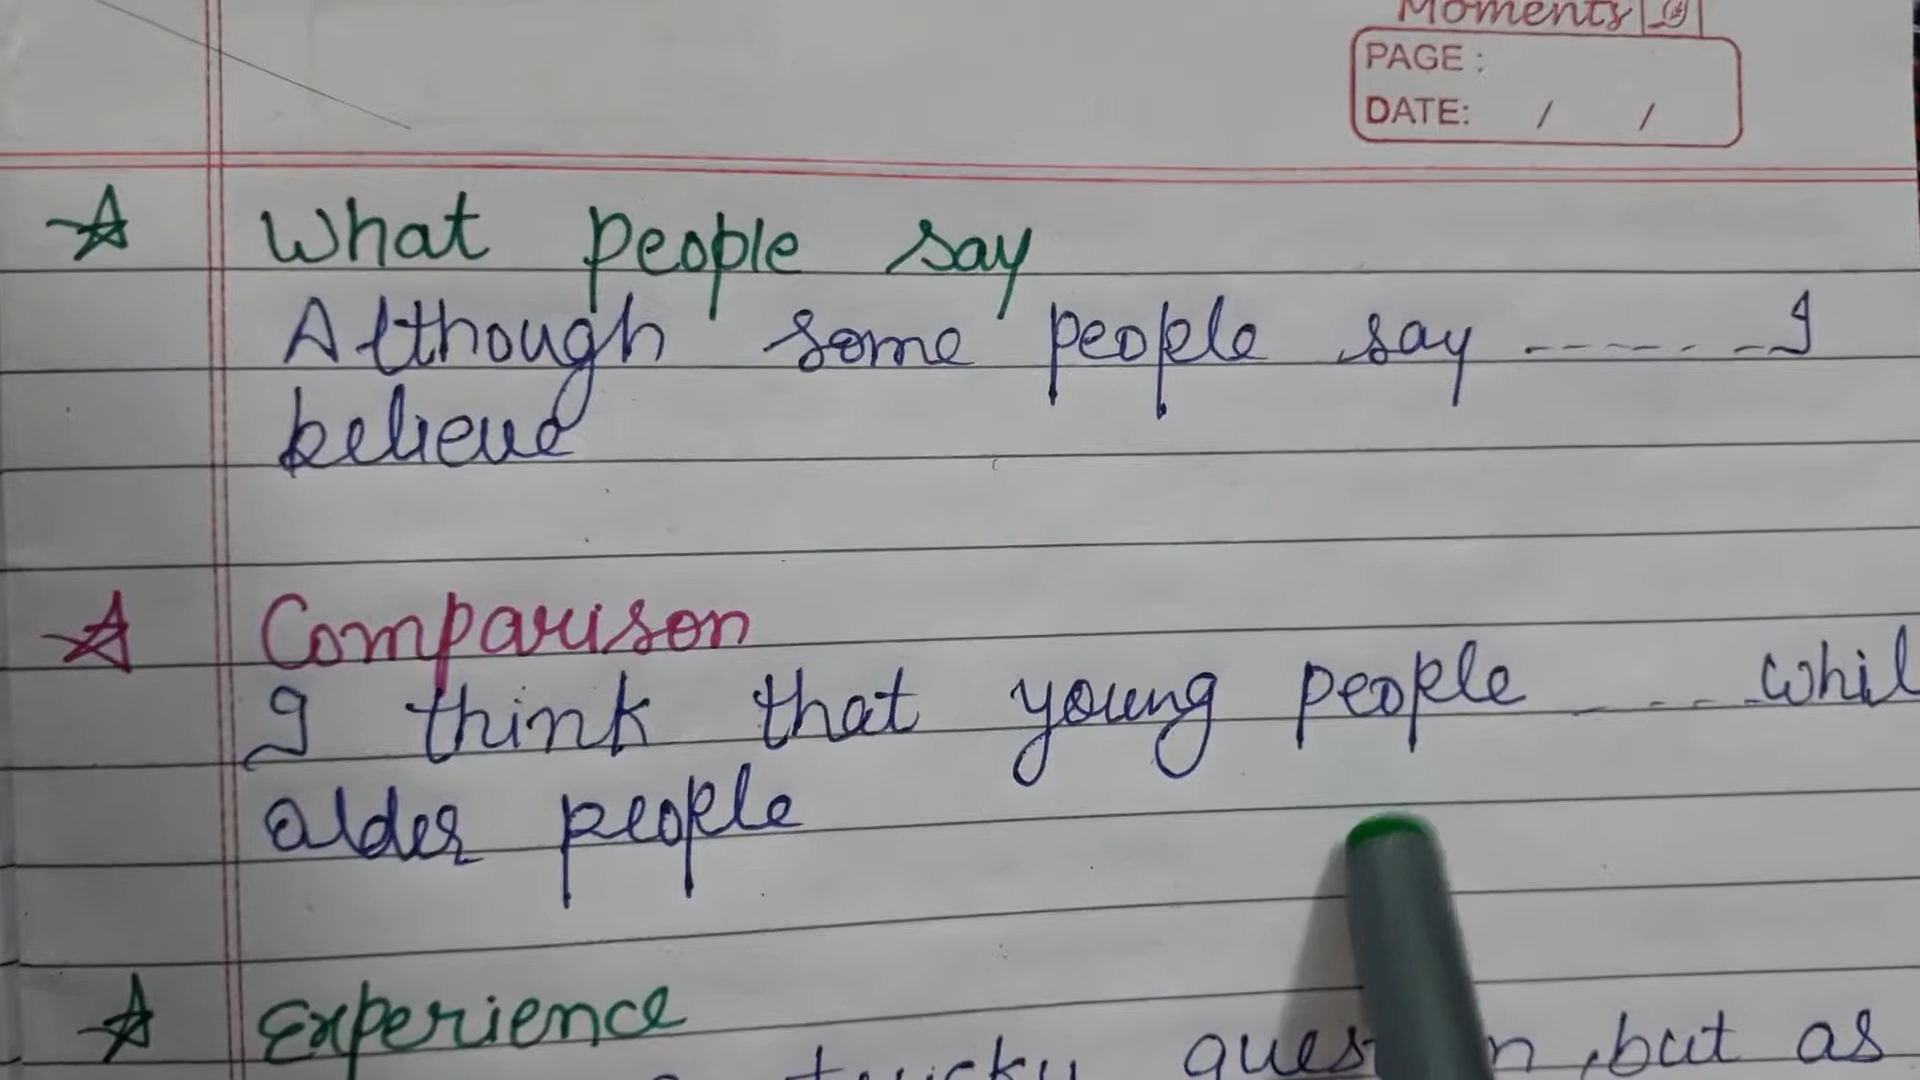 Moments
PAGE :
DATE: / /
What people say
Although some people say ------- I
believe
Comparison
I think that young people ---- whil
older people
Experience
tricky ques n, but as